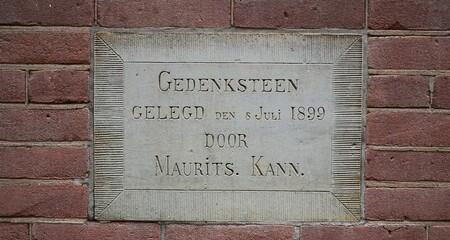 GEDENKSTEEN
GELEGD DEN 8 JULI 1899
DOOR
MAURITS. KANN.